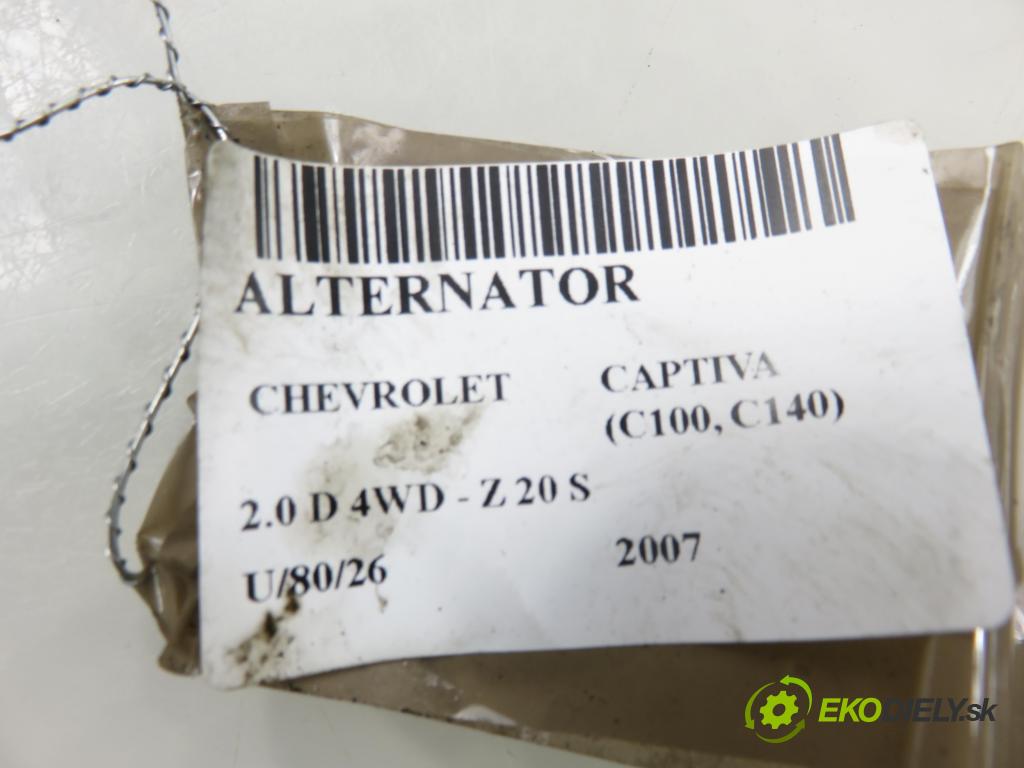 ALTERNATOR
CHEVROLET CAPTIVA
(C100, C140)
2.0 D 4WD - Z 20 S
U/80/26 2007
EKODIELY.sk